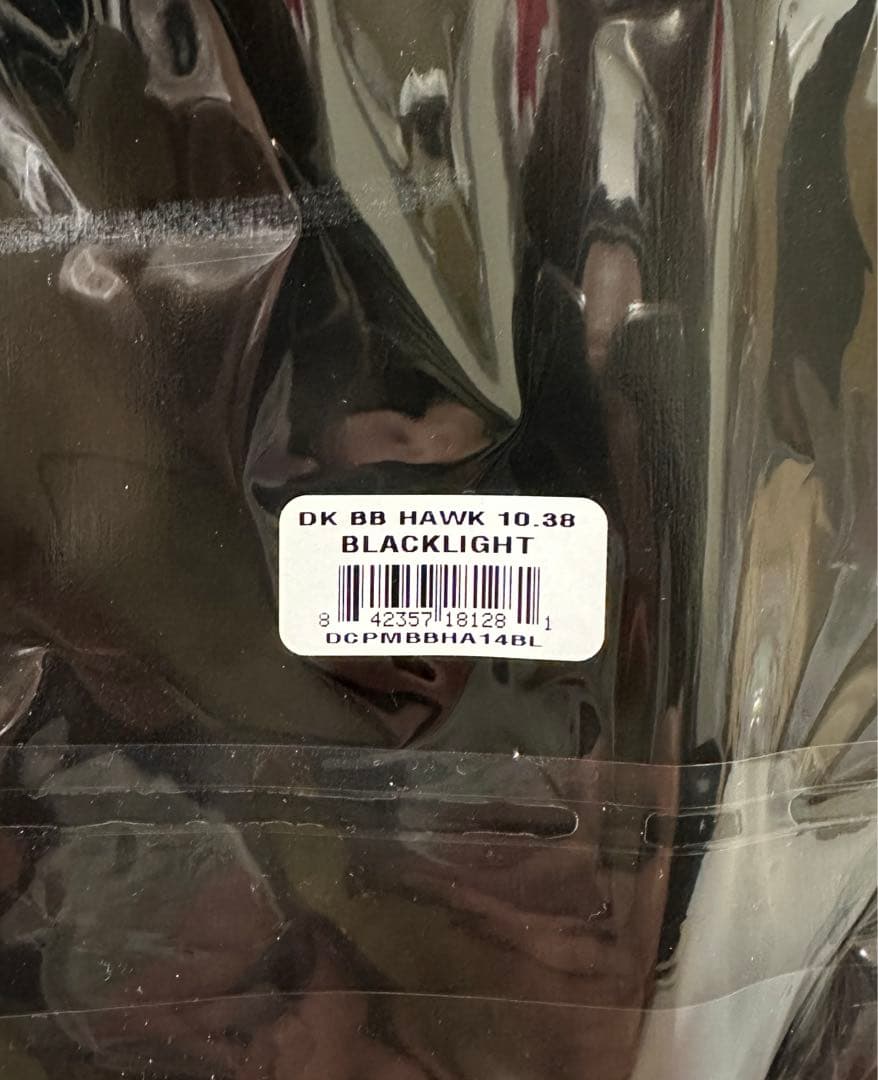 DK BB HAWK 10.38
BLACKLIGHT
8 42357 18128 1
DCPMBBHA14BL